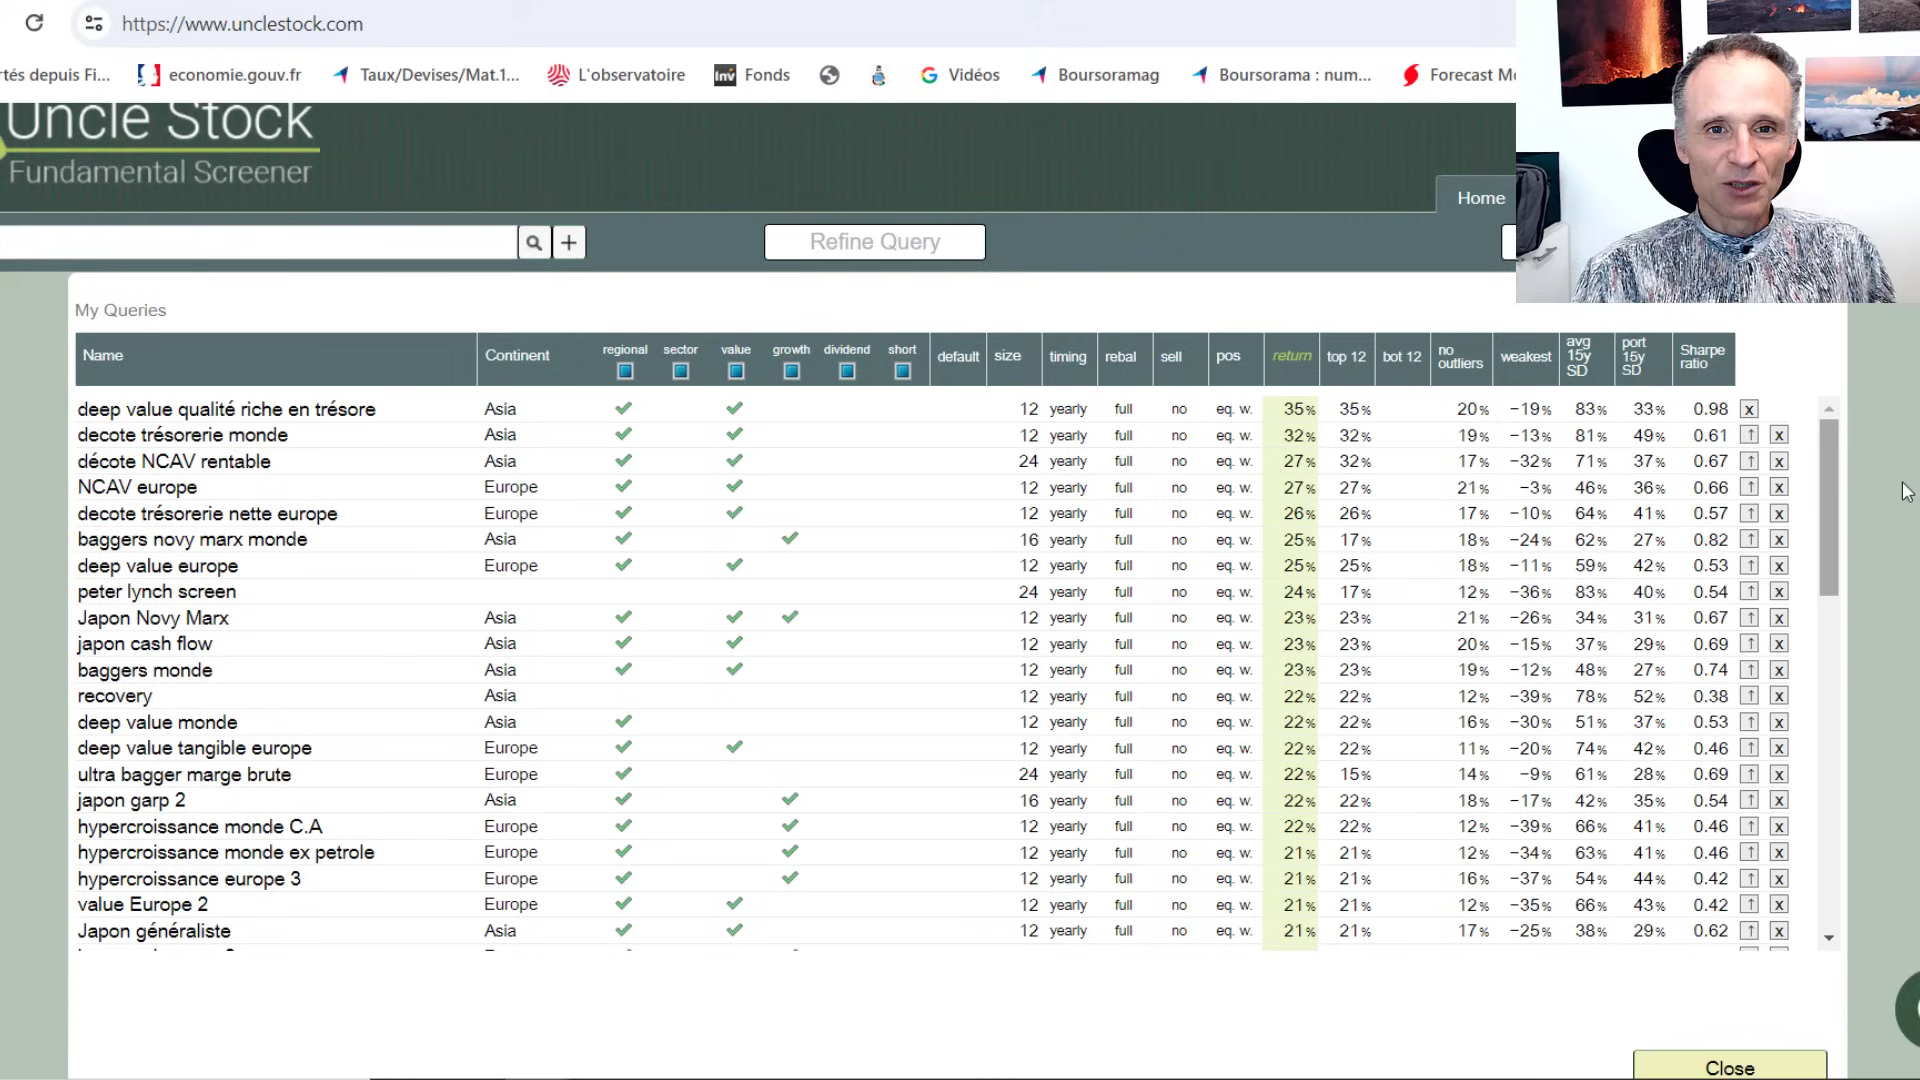 https://www.unclestock.com
rtés depuis Fi... economie.gouv.fr Taux/Devises/Mat.1... L'observatoire Inv Fonds Vidéos Boursoramag Boursorama : num... Forecast
Uncle Stock
Fundamental Screener
Home
+ Refine Query
My Queries
Name Continent regional sector value growth dividend short default size timing rebal sell pos return top 12 bot 12 no outliers weakest avg 15y SD port 15y SD Sharpe ratio
deep value qualité riche en trésore Asia 12 yearly full no eq. w. 35% 35% 20% −19% 83% 33% 0.98 x
decote trésorerie monde Asia 12 yearly full no eq. w. 32% 32% 19% −13% 81% 49% 0.61 ↑ x
décote NCAV rentable Asia 24 yearly full no eq. w. 27% 32% 17% −32% 71% 37% 0.67 ↑ x
NCAV europe Europe 12 yearly full no eq. w. 27% 27% 21% −3% 46% 36% 0.66 ↑ x
decote trésorerie nette europe Europe 12 yearly full no eq. w. 26% 26% 17% −10% 64% 41% 0.57 ↑ x
baggers novy marx monde Asia 16 yearly full no eq. w. 25% 17% 18% −24% 62% 27% 0.82 ↑ x
deep value europe Europe 12 yearly full no eq. w. 25% 25% 18% −11% 59% 42% 0.53 ↑ x
peter lynch screen 24 yearly full no eq. w. 24% 17% 12% −36% 83% 40% 0.54 ↑ x
Japon Novy Marx Asia 12 yearly full no eq. w. 23% 23% 21% −26% 34% 31% 0.67 ↑ x
japon cash flow Asia 12 yearly full no eq. w. 23% 23% 20% −15% 37% 29% 0.69 ↑ x
baggers monde Asia 12 yearly full no eq. w. 23% 23% 19% −12% 48% 27% 0.74 ↑ x
recovery Asia 12 yearly full no eq. w. 22% 22% 12% −39% 78% 52% 0.38 ↑ x
deep value monde Asia 12 yearly full no eq. w. 22% 22% 16% −30% 51% 37% 0.53 ↑ x
deep value tangible europe Europe 12 yearly full no eq. w. 22% 22% 11% −20% 74% 42% 0.46 ↑ x
ultra bagger marge brute Europe 24 yearly full no eq. w. 22% 15% 14% −9% 61% 28% 0.69 ↑ x
japon garp 2 Asia 16 yearly full no eq. w. 22% 22% 18% −17% 42% 35% 0.54 ↑ x
hypercroissance monde C.A Europe 12 yearly full no eq. w. 22% 22% 12% −39% 66% 41% 0.46 ↑ x
hypercroissance monde ex petrole Europe 12 yearly full no eq. w. 21% 21% 12% −34% 63% 41% 0.46 ↑ x
hypercroissance europe 3 Europe 12 yearly full no eq. w. 21% 21% 16% −37% 54% 44% 0.42 ↑ x
value Europe 2 Europe 12 yearly full no eq. w. 21% 21% 12% −35% 66% 43% 0.42 ↑ x
Japon généraliste Asia 12 yearly full no eq. w. 21% 21% 17% −25% 38% 29% 0.62 ↑ x
Close